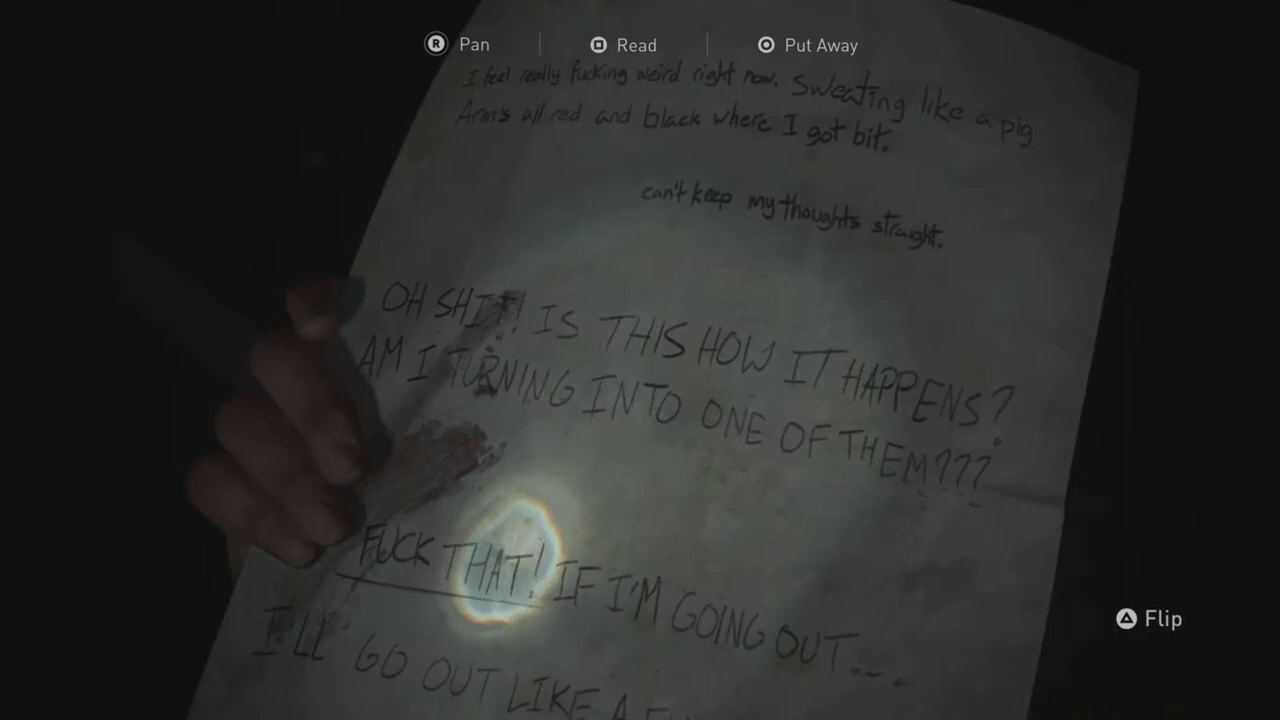 R Pan
Read
Put Away
I feel really fucking weird right now. Sweating like a pig
Arm's all red and black where I got bit.
can't keep my thoughts straight.
OH SHIT! IS THIS HOW IT HAPPENS?
AM I TURNING INTO ONE OF THEM???
FUCK THAT! IF I'M GOING OUT...
I'LL GO OUT LIKE A
Flip